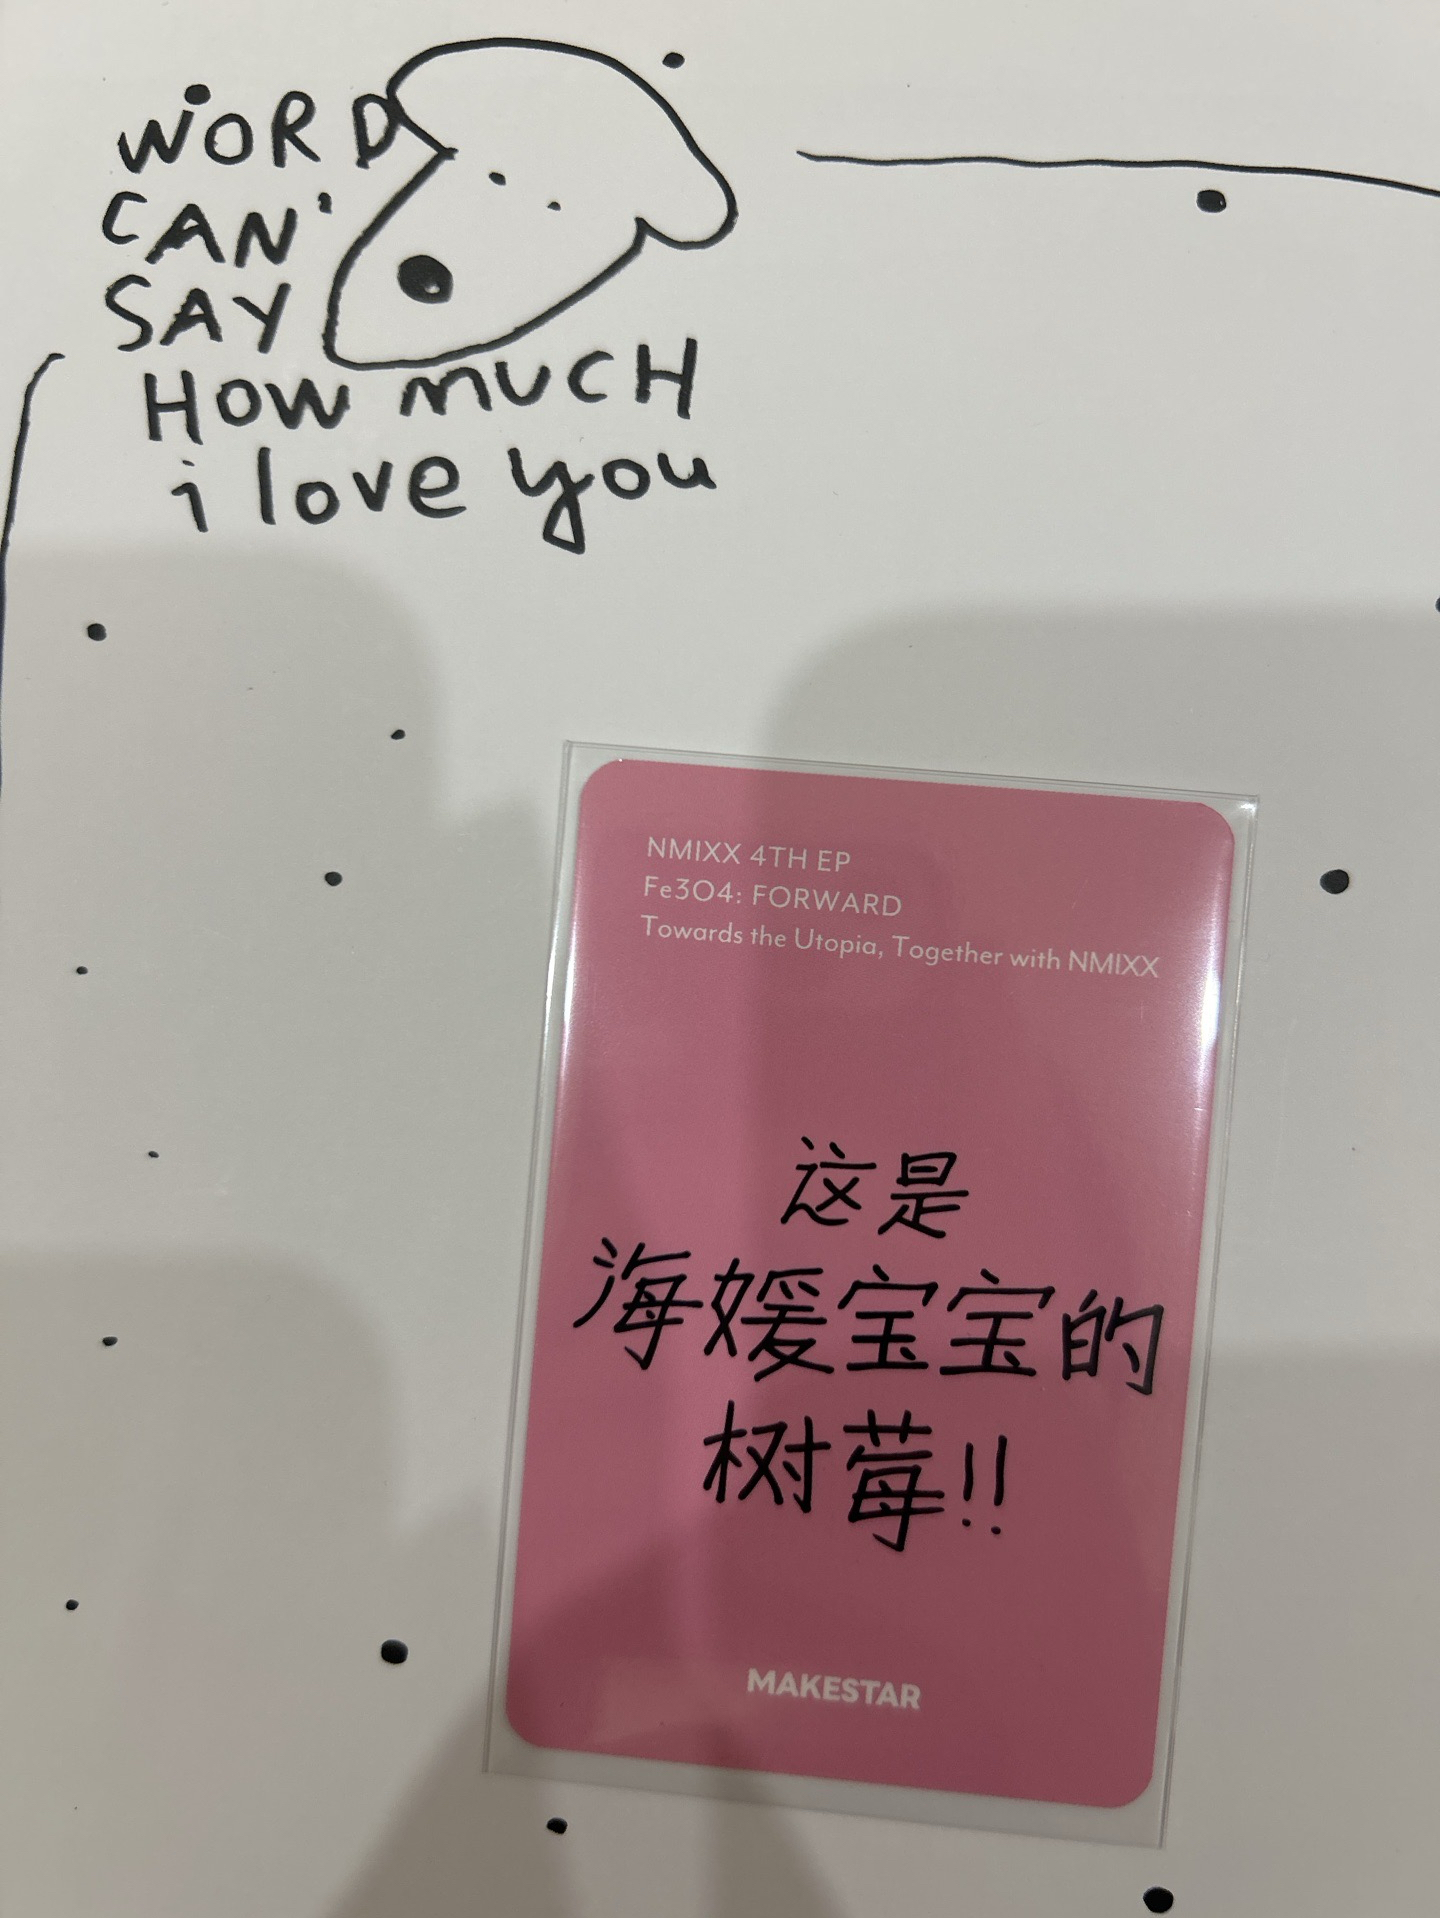 WORD
CAN'
SAY
HOW MUCH
i love you
NMIXX 4TH EP
Fe3O4: FORWARD
Towards the Utopia, Together with NMIXX
这是
海媛宝宝的
树莓!!
MAKESTAR